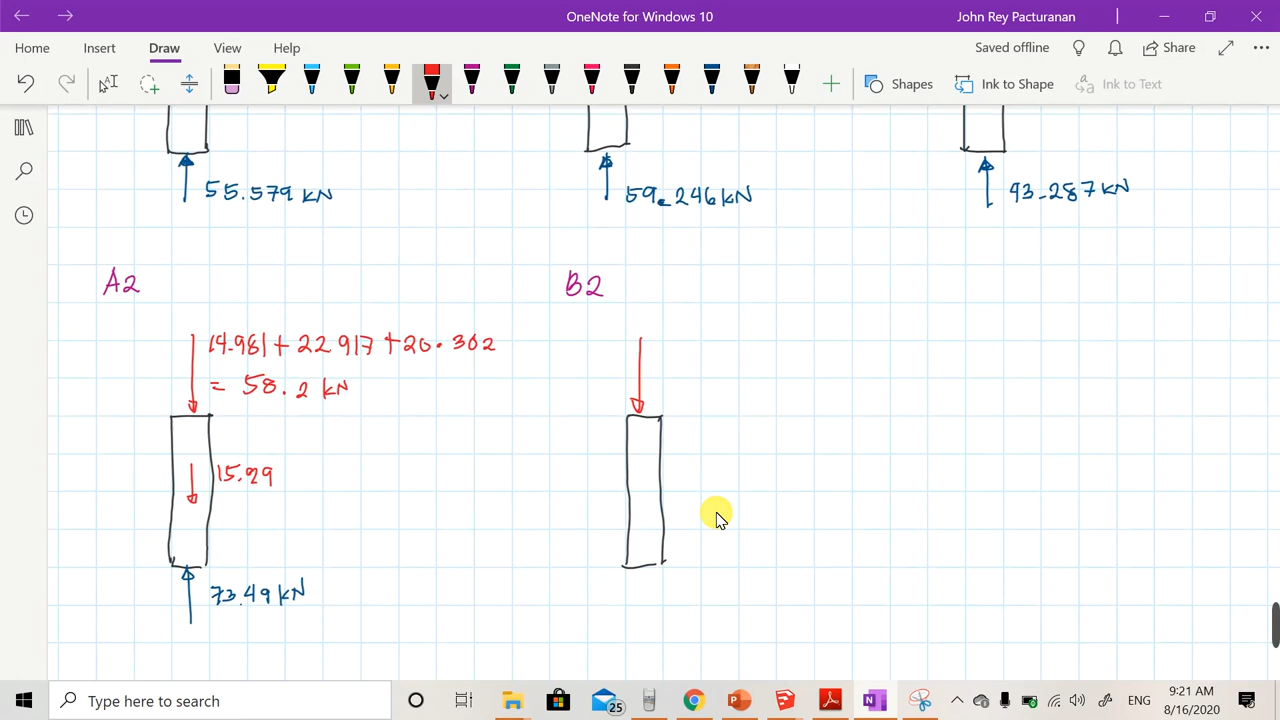 OneNote for Windows 10
John Rey Pacturanan
Home Insert Draw View Help
Saved offline Share
Shapes Ink to Shape Ink to Text
55.579 kN
59.246 kN
93.287 kN
A2
B2
14.981 + 22.917 + 20.302
= 58.2 kN
15.29
73.49 kN
Type here to search
25
ENG
9:21 AM
8/16/2020